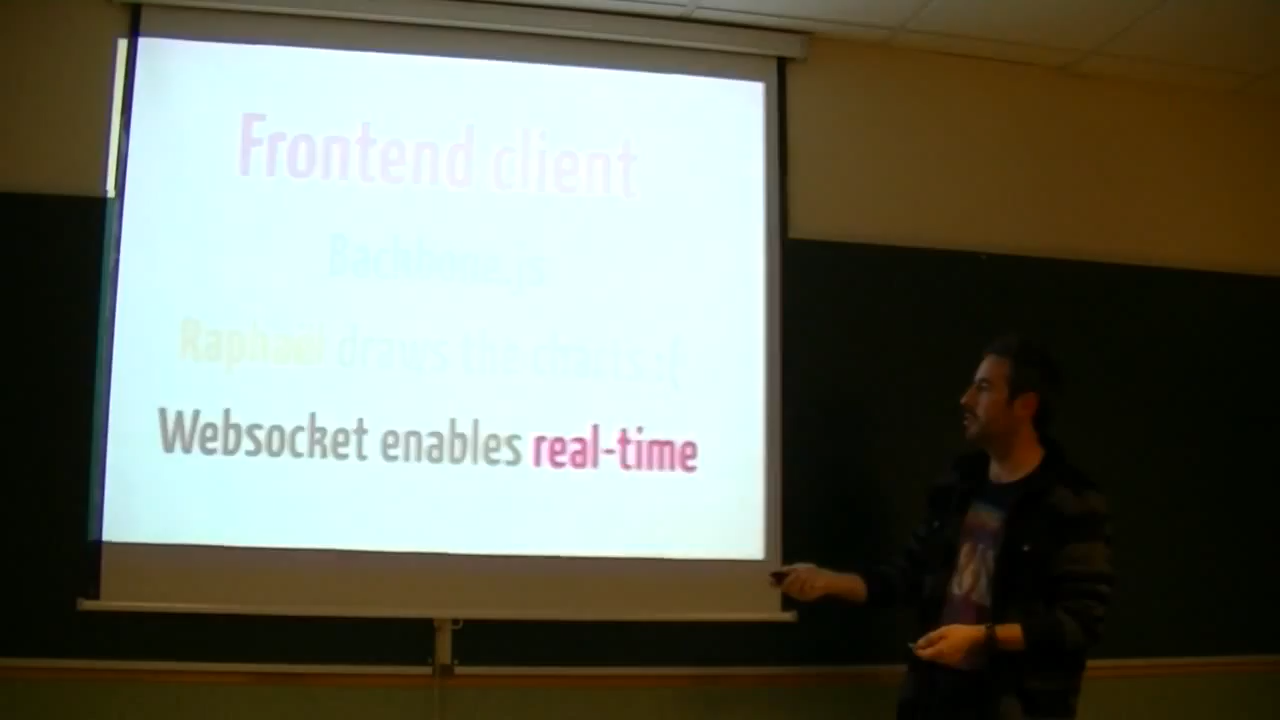 Frontend client
Backbone.js
Raphaël draws the charts :(
Websocket enables real-time